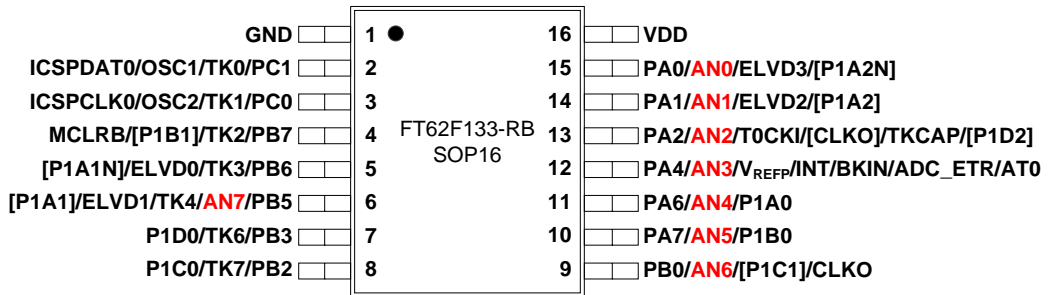 GND 1 16 VDD
ICSPDAT0/OSC1/TK0/PC1 2 15 PA0/AN0/ELVD3/[P1A2N]
ICSPCLK0/OSC2/TK1/PC0 3 14 PA1/AN1/ELVD2/[P1A2]
MCLRB/[P1B1]/TK2/PB7 4 FT62F133-RB 13 PA2/AN2/T0CKI/[CLKO]/TKCAP/[P1D2]
SOP16
[P1A1N]/ELVD0/TK3/PB6 5 12 PA4/AN3/VREFP/INT/BKIN/ADC_ETR/AT0
[P1A1]/ELVD1/TK4/AN7/PB5 6 11 PA6/AN4/P1A0
P1D0/TK6/PB3 7 10 PA7/AN5/P1B0
P1C0/TK7/PB2 8 9 PB0/AN6/[P1C1]/CLKO